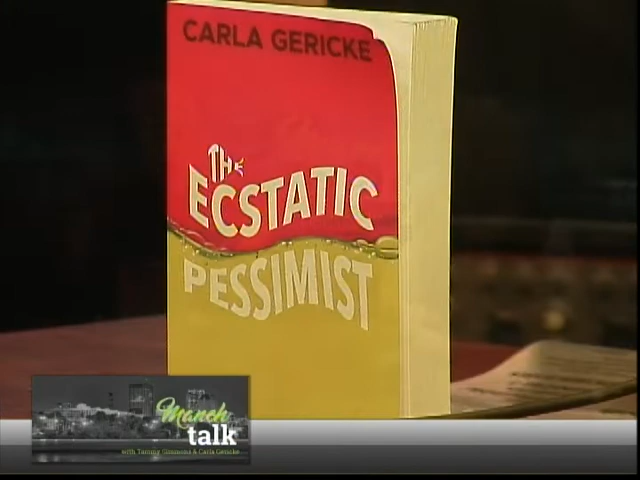 CARLA GERICKE
THE
ECSTATIC
PESSIMIST
Manch
talk
with Tammy Simmons & Carla Gericke